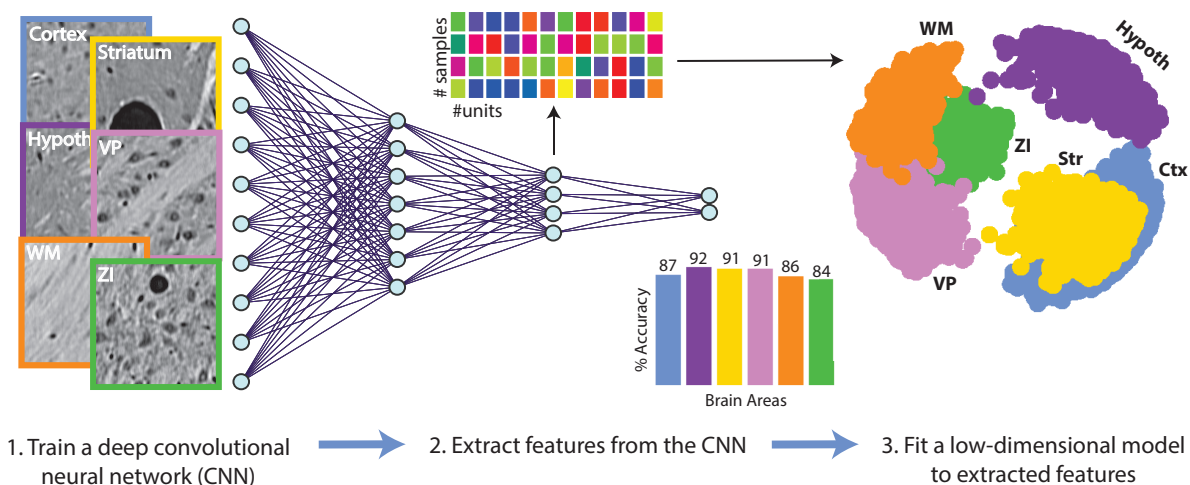 Cortex
Striatum
Hypoth
VP
WM
ZI
# samples
#units
87
92
91
91
86
84
% Accuracy
Brain Areas
WM
Hypoth
ZI
Str
Ctx
VP
1. Train a deep convolutional
neural network (CNN)
2. Extract features from the CNN
3. Fit a low-dimensional model
to extracted features